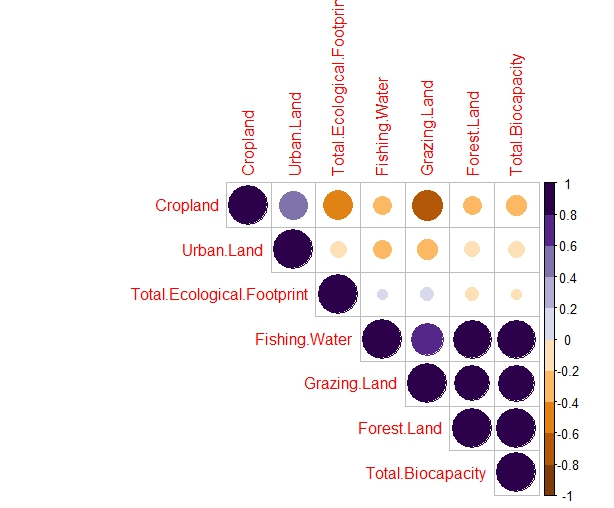 Cropland
Urban.Land
Total.Ecological.Footprin
Fishing.Water
Grazing.Land
Forest.Land
Total.Biocapacity
Cropland
Urban.Land
Total.Ecological.Footprint
Fishing.Water
Grazing.Land
Forest.Land
Total.Biocapacity
1
0.8
0.6
0.4
0.2
0
-0.2
-0.4
-0.6
-0.8
-1